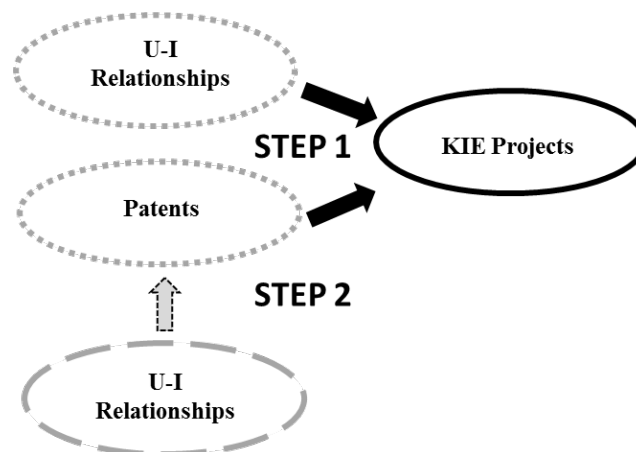 U-I
Relationships
STEP 1
KIE Projects
Patents
STEP 2
U-I
Relationships